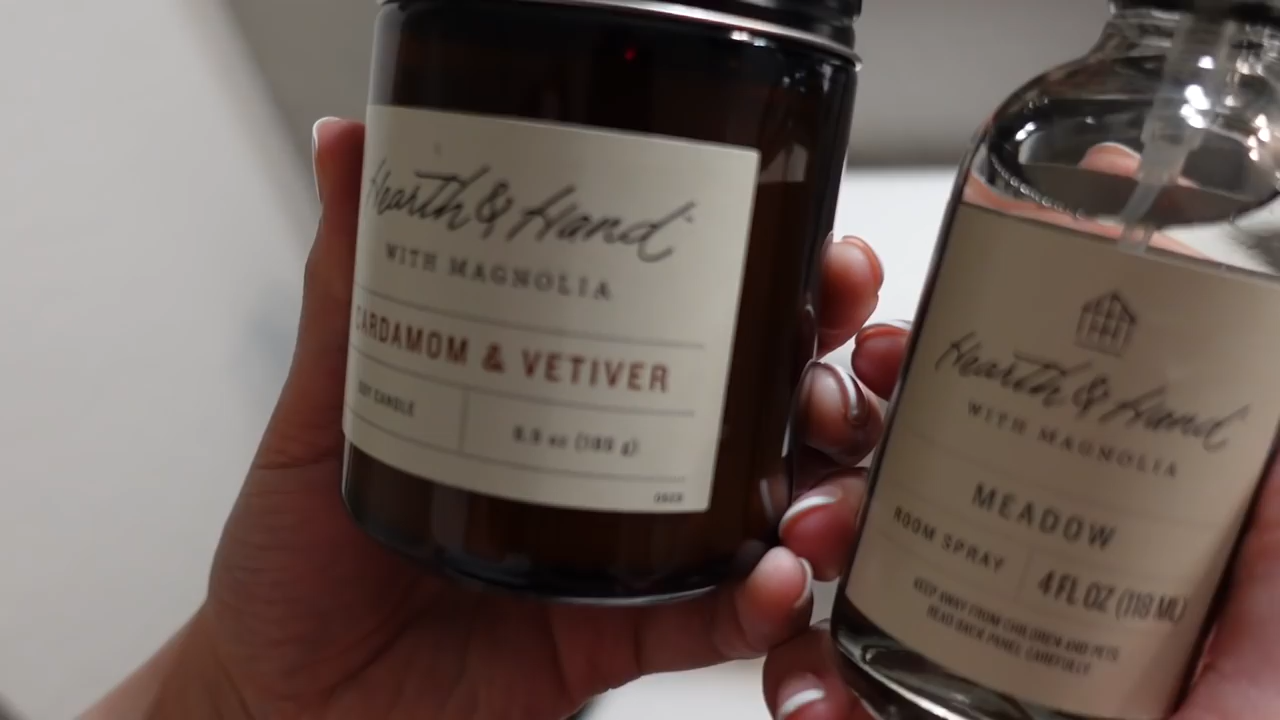 Hearth & Hand
WITH MAGNOLIA
CARDAMOM & VETIVER
SOY CANDLE
Hearth & Hand
WITH MAGNOLIA
MEADOW
ROOM SPRAY
4 FL OZ (118 ML)
KEEP AWAY FROM CHILDREN AND PETS
READ BACK PANEL CAREFULLY